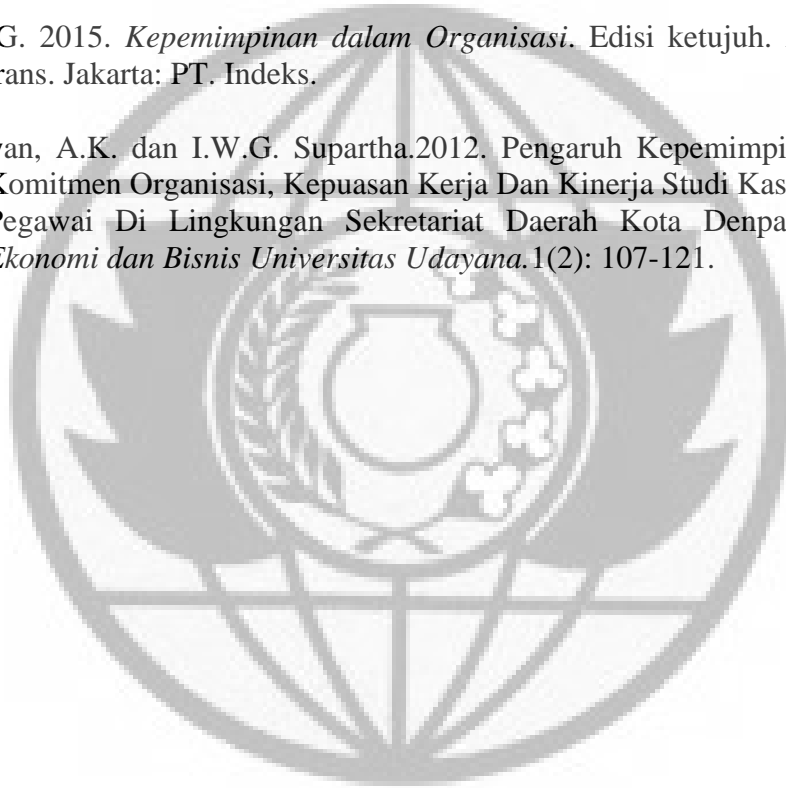 G. 2015. Kepemimpinan dalam Organisasi. Edisi ketujuh.
rans. Jakarta: PT. Indeks.
van, A.K. dan I.W.G. Supartha.2012. Pengaruh Kepemimpi
Komitmen Organisasi, Kepuasan Kerja Dan Kinerja Studi Kas
Pegawai Di Lingkungan Sekretariat Daerah Kota Denpa
Ekonomi dan Bisnis Universitas Udayana.1(2): 107-121.